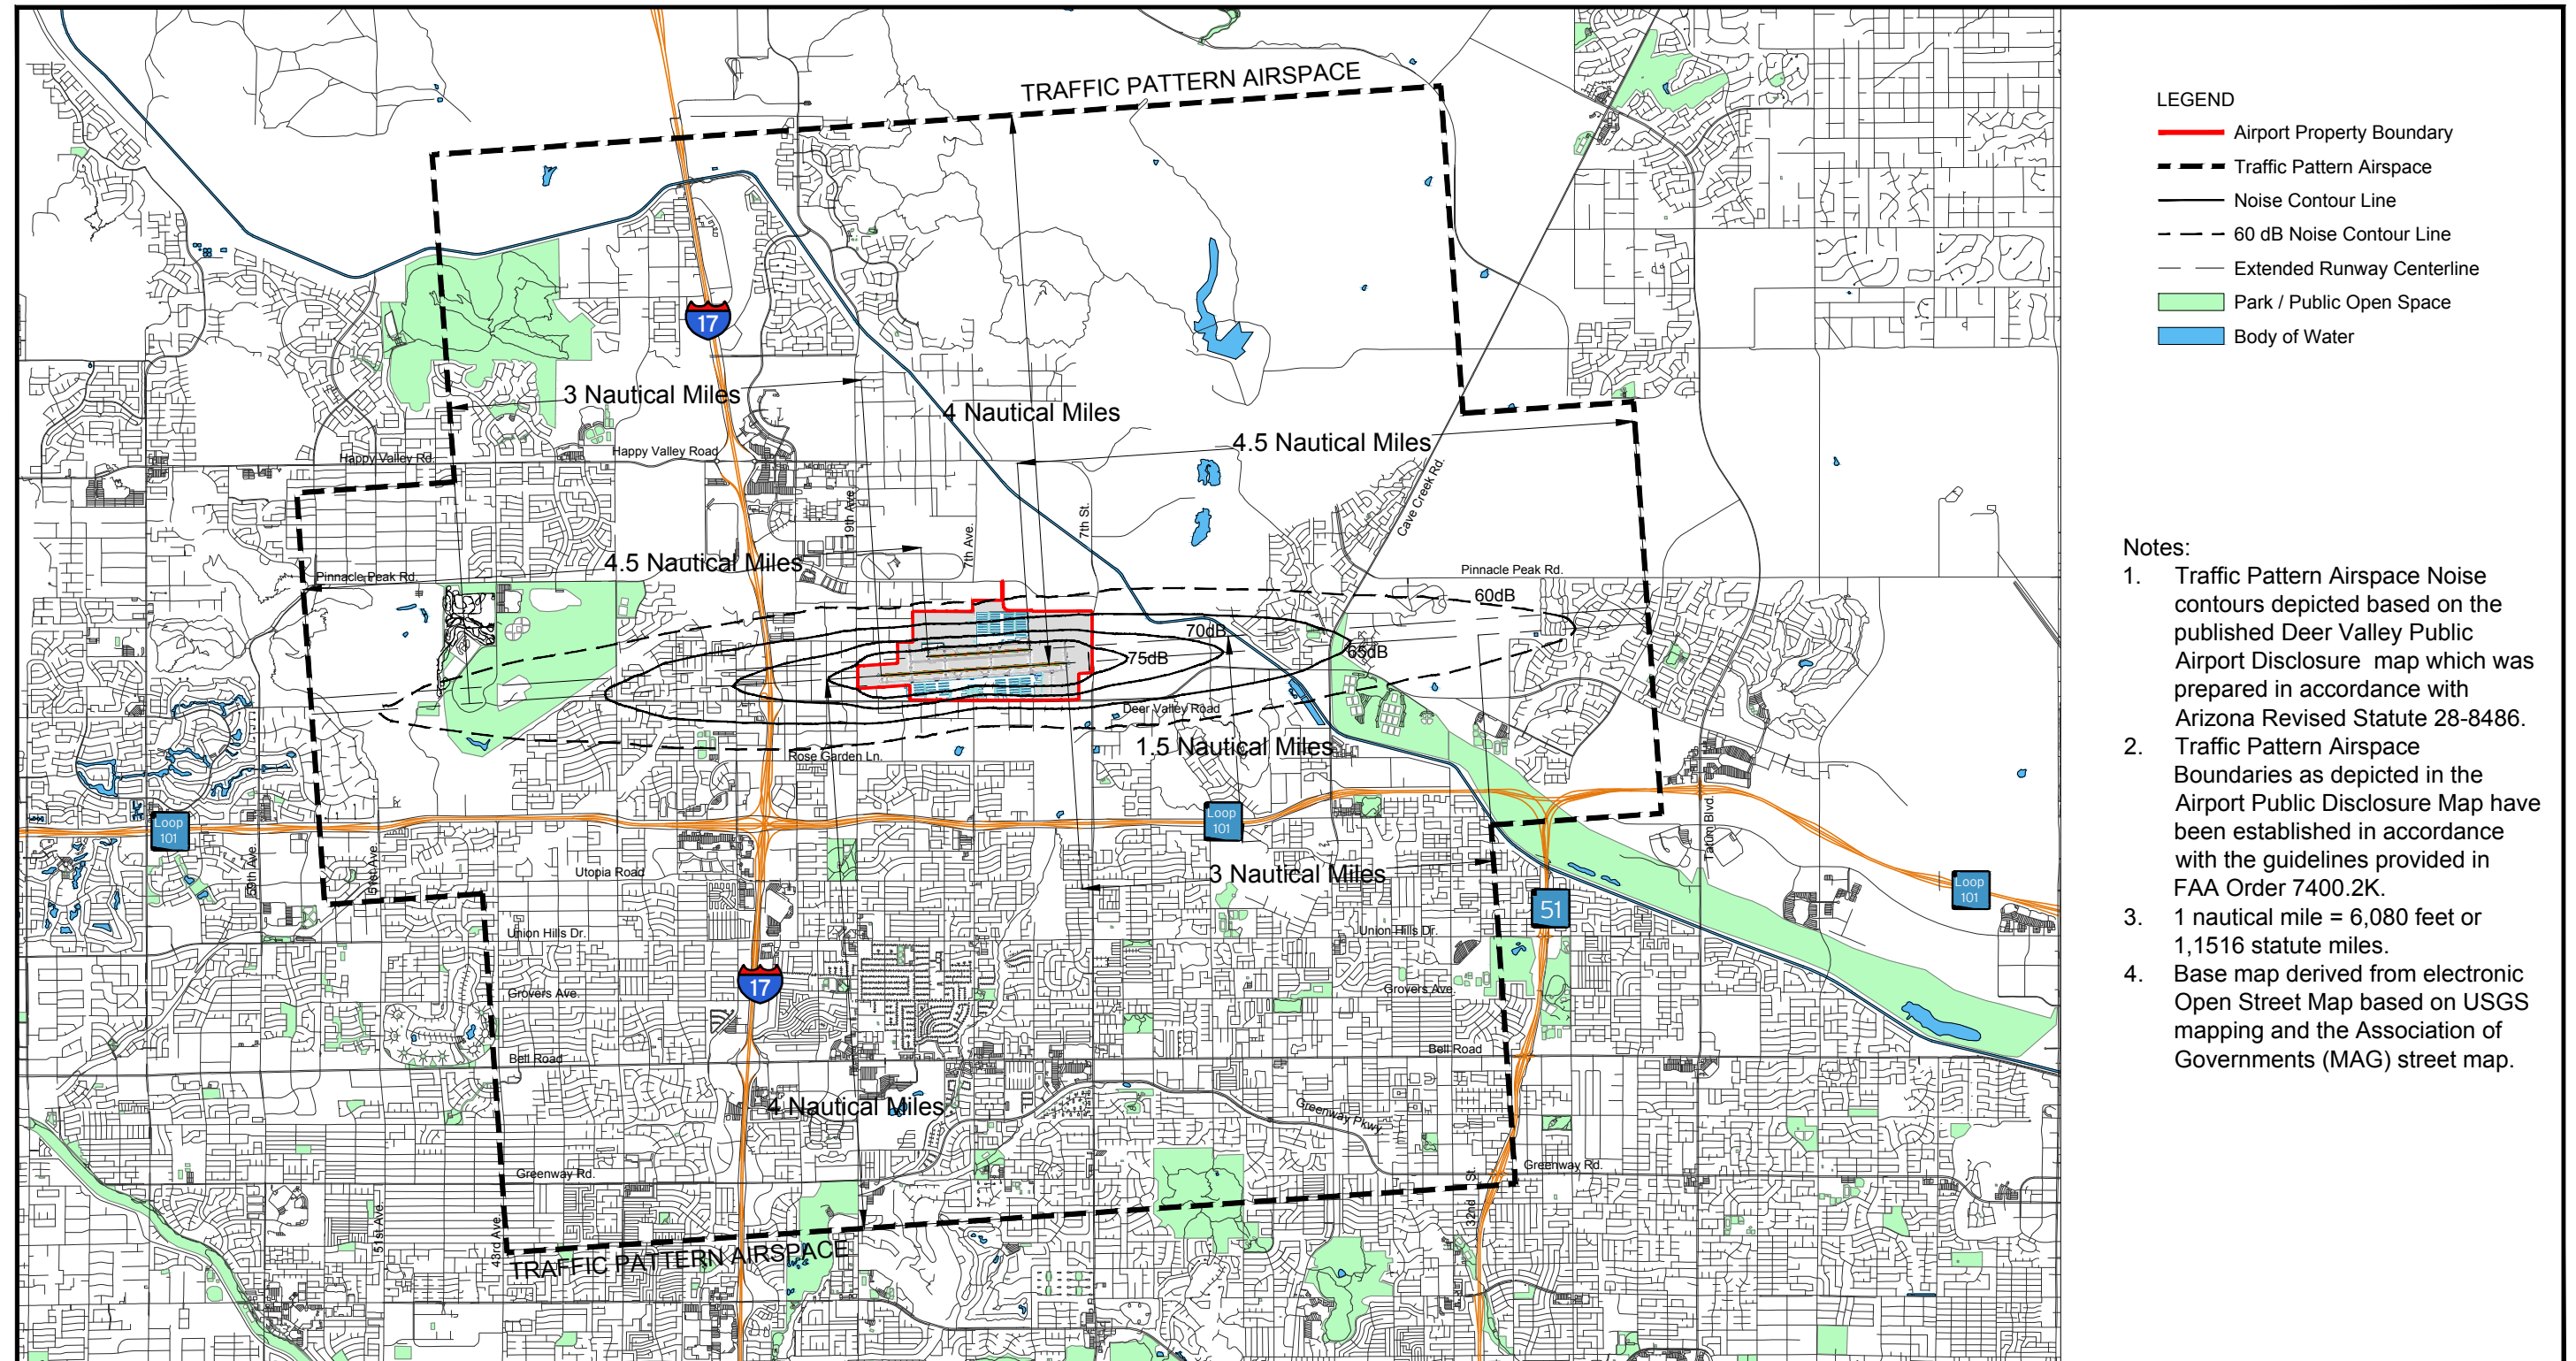 TRAFFIC PATTERN AIRSPACE
17
3 Nautical Miles
4 Nautical Miles
4.5 Nautical Miles
Happy Valley Rd.
Happy Valley Road
Cave Creek Rd.
19th Ave
7th Ave.
7th St.
4.5 Nautical Miles
Pinnacle Peak Rd.
Pinnacle Peak Rd.
60dB
70dB
65dB
75dB
Deer Valley Road
1.5 Nautical Miles
Rose Garden Ln.
Loop
101
Loop
101
Tatum Blvd.
59th Ave.
51st Ave.
Utopia Road
3 Nautical Miles
Loop
101
51
Union Hills Dr.
Union Hills Dr.
17
Grovers Ave.
Grovers Ave.
Bell Road
Bell Road
4 Nautical Miles
Greenway Pkwy
Greenway Rd.
Greenway Rd.
51st Ave.
43rd Ave.
32nd St.
TRAFFIC PATTERN AIRSPACE
LEGEND
Airport Property Boundary
Traffic Pattern Airspace
Noise Contour Line
60 dB Noise Contour Line
Extended Runway Centerline
Park / Public Open Space
Body of Water
Notes:
1. Traffic Pattern Airspace Noise
contours depicted based on the
published Deer Valley Public
Airport Disclosure map which was
prepared in accordance with
Arizona Revised Statute 28-8486.
2. Traffic Pattern Airspace
Boundaries as depicted in the
Airport Public Disclosure Map have
been established in accordance
with the guidelines provided in
FAA Order 7400.2K.
3. 1 nautical mile = 6,080 feet or
1,1516 statute miles.
4. Base map derived from electronic
Open Street Map based on USGS
mapping and the Association of
Governments (MAG) street map.